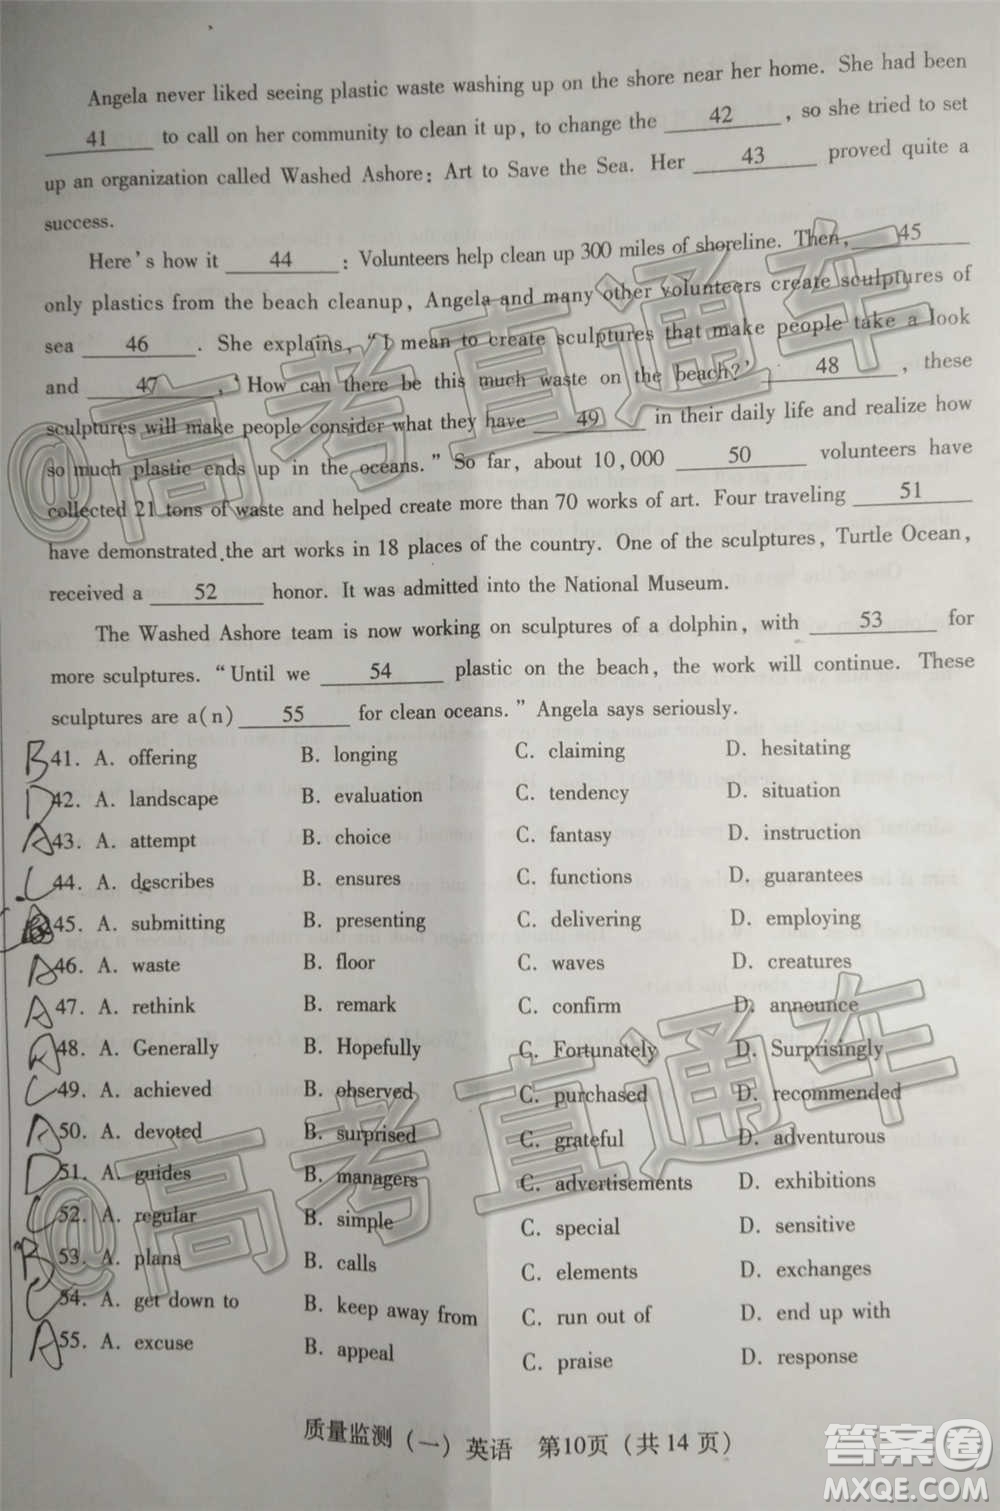 Angela never liked seeing plastic waste washing up on the shore near her home. She had been
41 to call on her community to clean it up, to change the 42 , so she tried to set
up an organization called Washed Ashore: Art to Save the Sea. Her 43 proved quite a
success.
Here's how it 44 : Volunteers help clean up 300 miles of shoreline. Then, 45
only plastics from the beach cleanup, Angela and many other volunteers create sculptures of
sea 46 . She explains, "I mean to create sculptures that make people take a look
and 47 , 'How can there be this much waste on the beach?' 48 , these
sculptures will make people consider what they have 49 in their daily life and realize how
so much plastic ends up in the oceans." So far, about 10,000 50 volunteers have
collected 21 tons of waste and helped create more than 70 works of art. Four traveling 51
have demonstrated the art works in 18 places of the country. One of the sculptures, Turtle Ocean,
received a 52 honor. It was admitted into the National Museum.
The Washed Ashore team is now working on sculptures of a dolphin, with 53 for
more sculptures. "Until we 54 plastic on the beach, the work will continue. These
sculptures are a(n) 55 for clean oceans." Angela says seriously.
B 41. A. offering B. longing C. claiming D. hesitating
D 42. A. landscape B. evaluation C. tendency D. situation
A 43. A. attempt B. choice C. fantasy D. instruction
C 44. A. describes B. ensures C. functions D. guarantees
45. A. submitting B. presenting C. delivering D. employing
46. A. waste B. floor C. waves D. creatures
A 47. A. rethink B. remark C. confirm D. announce
48. A. Generally B. Hopefully C. Fortunately D. Surprisingly
C 49. A. achieved B. observed C. purchased D. recommended
A 50. A. devoted B. surprised C. grateful D. adventurous
D 51. A. guides B. managers C. advertisements D. exhibitions
C 52. A. regular B. simple C. special D. sensitive
B 53. A. plans B. calls C. elements D. exchanges
C 54. A. get down to B. keep away from C. run out of D. end up with
A 55. A. excuse B. appeal C. praise D. response
质量监测(一)英语 第10页(共14页)
@高考直通车
@高考直通车
答案圈
MXQE.COM